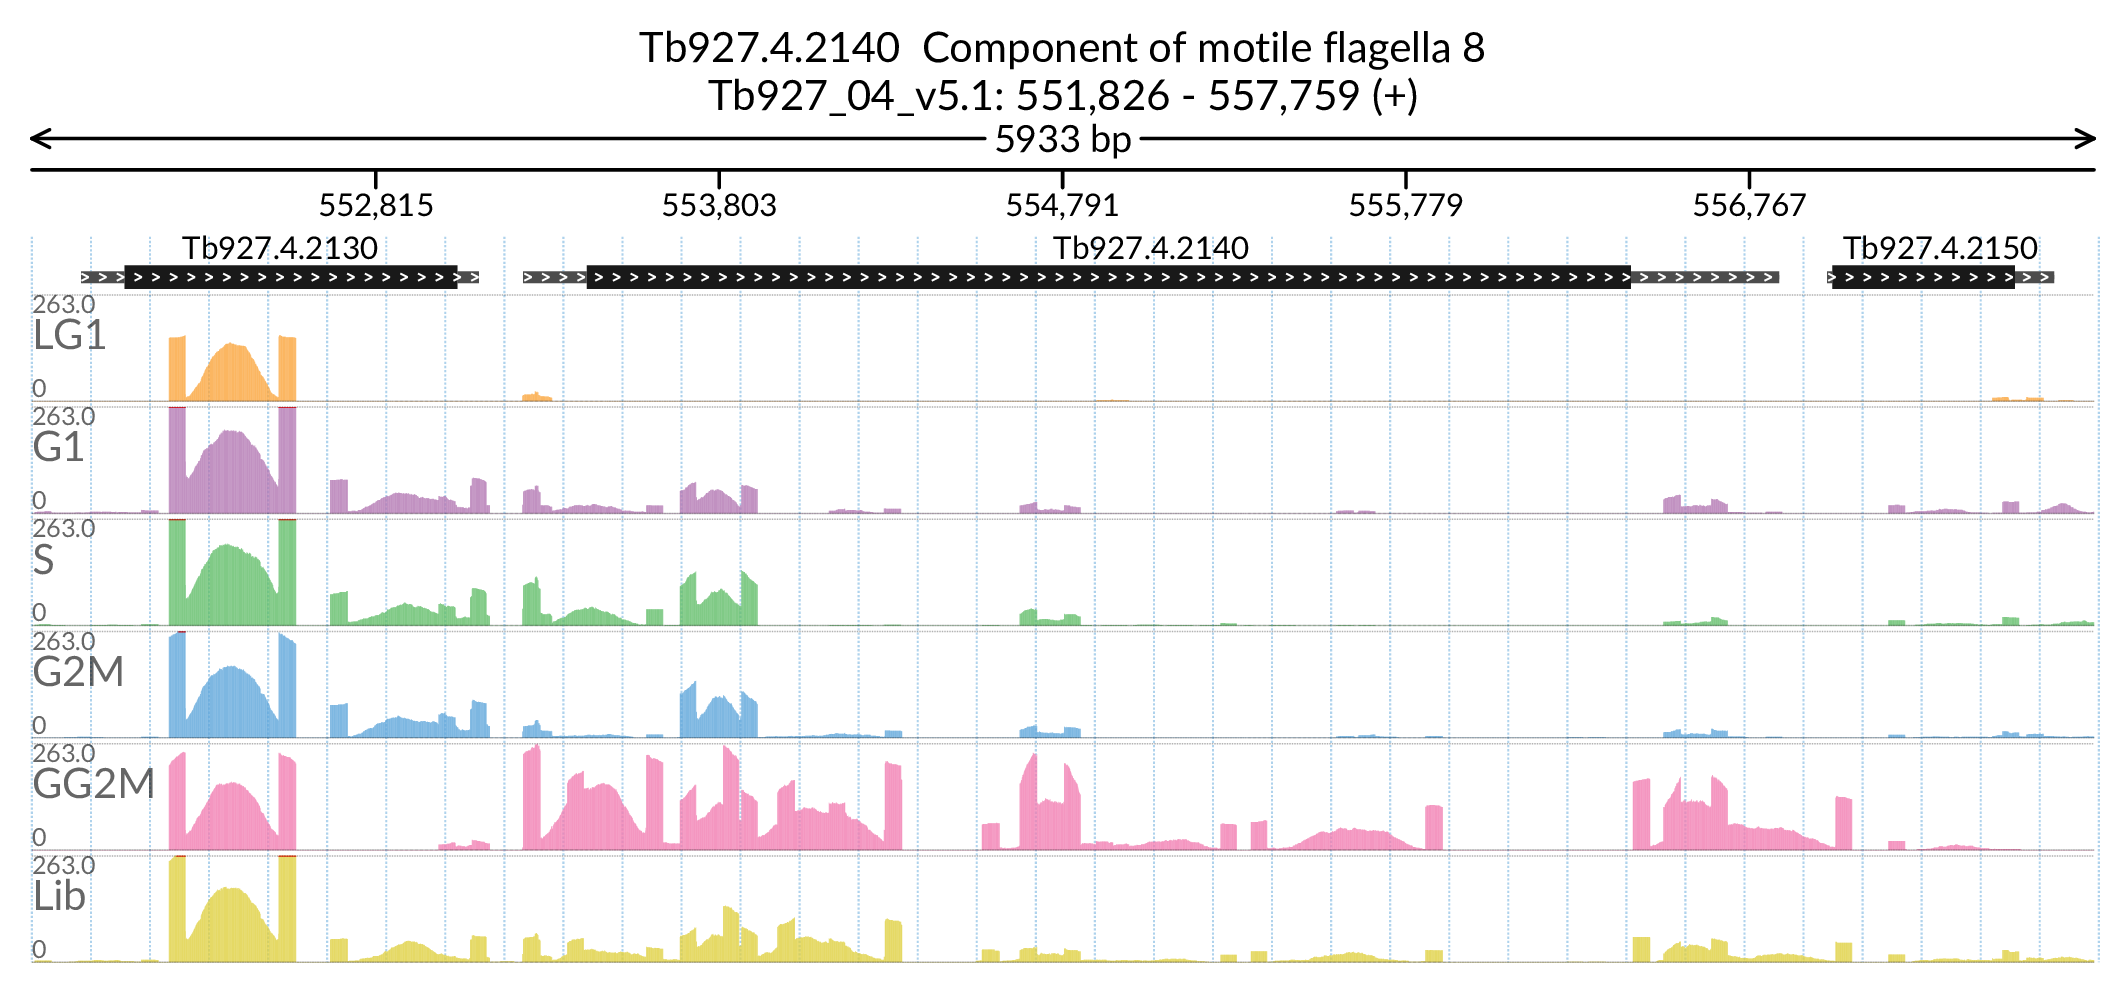 Tb927.4.2140  Component of motile flagella 8
Tb927_04_v5.1: 551,826 - 557,759 (+)
5933 bp
552,815 553,803 554,791 555,779 556,767
Tb927.4.2130 Tb927.4.2140 Tb927.4.2150
263.0
LG1
0
263.0
G1
0
263.0
S
0
263.0
G2M
0
263.0
GG2M
0
263.0
Lib
0